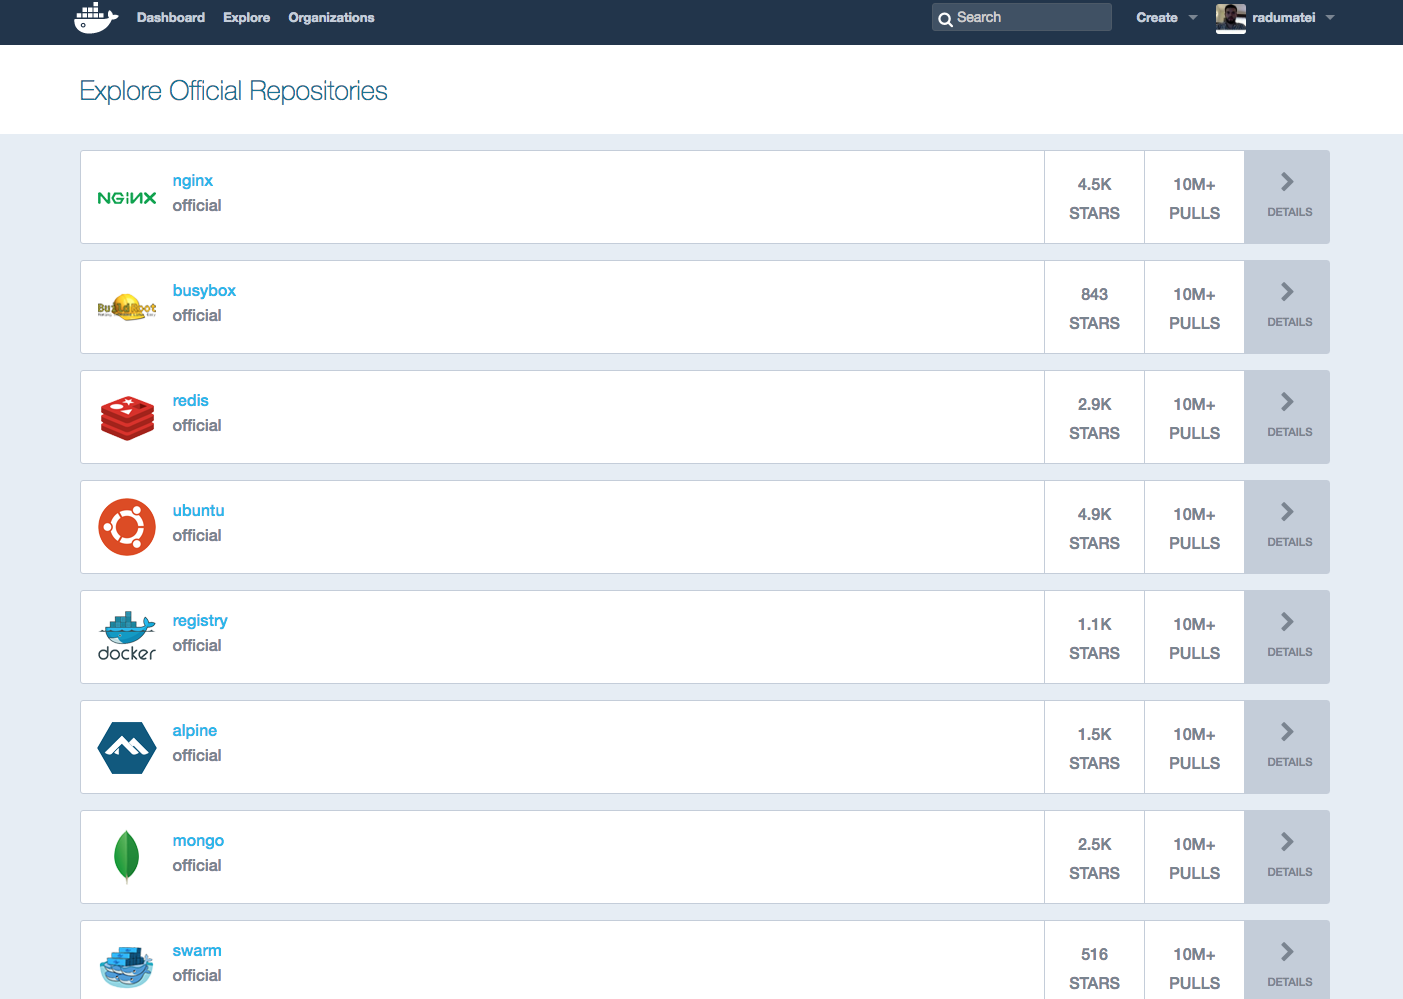 Dashboard Explore Organizations Search Create radumatei
Explore Official Repositories
NGINX
nginx
official
4.5K
STARS
10M+
PULLS
DETAILS
busybox
official
843
STARS
10M+
PULLS
DETAILS
redis
official
2.9K
STARS
10M+
PULLS
DETAILS
ubuntu
official
4.9K
STARS
10M+
PULLS
DETAILS
docker
registry
official
1.1K
STARS
10M+
PULLS
DETAILS
alpine
official
1.5K
STARS
10M+
PULLS
DETAILS
mongo
official
2.5K
STARS
10M+
PULLS
DETAILS
swarm
official
516
STARS
10M+
PULLS
DETAILS